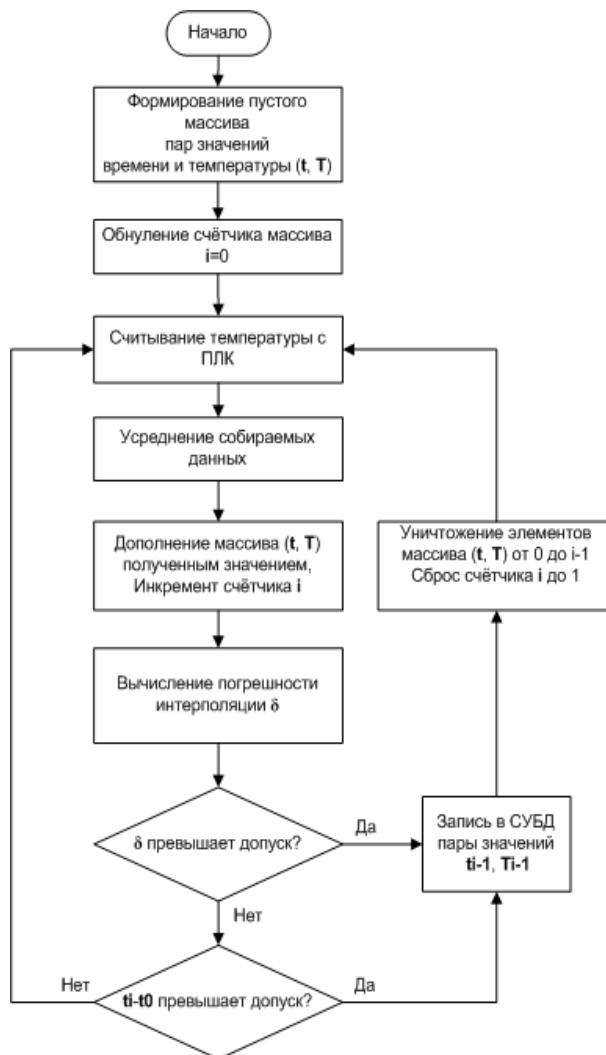 Начало
Формирование пустого
массива
пар значений
времени и температуры (t, T)
Обнуление счётчика массива
i=0
Считывание температуры с
ПЛК
Усреднение собираемых
данных
Дополнение массива (t, T)
полученным значением,
Инкремент счётчика i
Уничтожение элементов
массива (t, T) от 0 до i-1
Сброс счётчика i до 1
Вычисление погрешности
интерполяции δ
δ превышает допуск?
Да
Запись в СУБД
пары значений
ti-1, Ti-1
Нет
Нет
ti-t0 превышает допуск?
Да